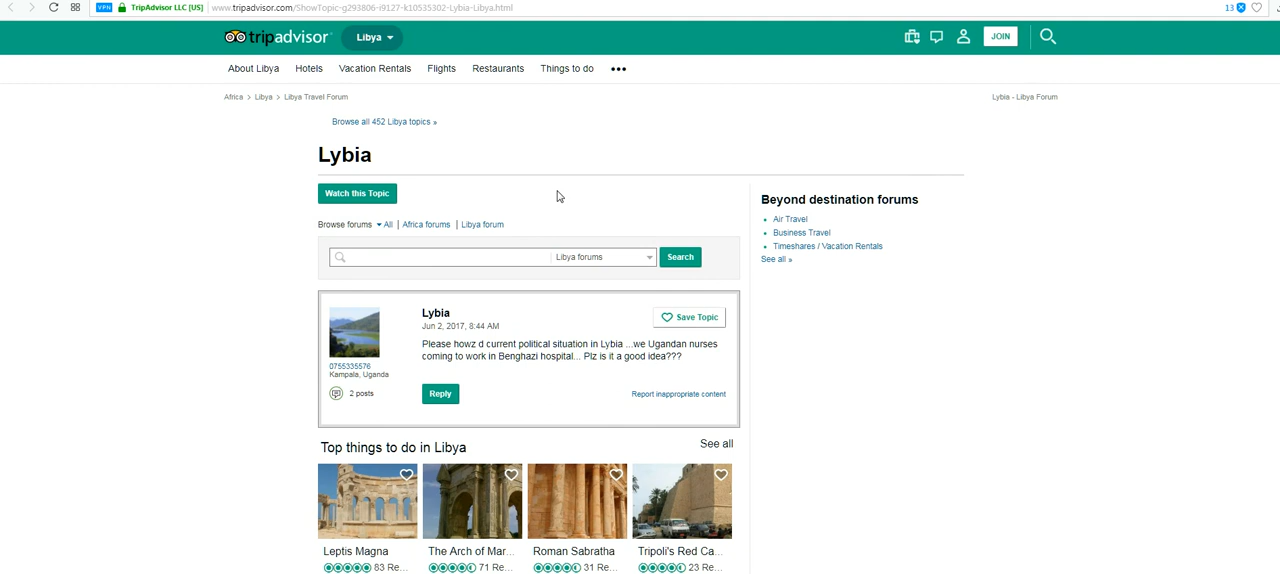 VPN TripAdvisor LLC [US] www.tripadvisor.com/ShowTopic-g293806-i9127-k10535302-Lybia-Libya.html 13
tripadvisor Libya JOIN
About Libya Hotels Vacation Rentals Flights Restaurants Things to do •••
Africa > Libya > Libya Travel Forum Lybia - Libya Forum
Browse all 452 Libya topics »
Lybia
Watch this Topic
Beyond destination forums
Air Travel
Business Travel
Timeshares / Vacation Rentals
See all »
Browse forums All | Africa forums | Libya forum
Libya forums Search
Lybia
Jun 2, 2017, 8:44 AM
Save Topic
Please howz d current political situation in Lybia ...we Ugandan nurses
coming to work in Benghazi hospital... Plz is it a good idea???
0755335576
Kampala, Uganda
2 posts
Reply Report inappropriate content
Top things to do in Libya See all
Leptis Magna The Arch of Mar... Roman Sabratha Tripoli's Red Ca...
83 Re... 71 Re... 31 Re... 23 Re...